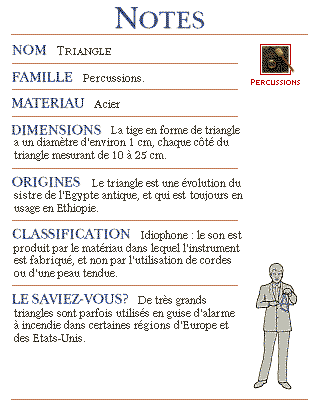 NOTES
NOM TRIANGLE
PERCUSSIONS
FAMILLE Percussions.
MATERIAU Acier
DIMENSIONS La tige en forme de triangle
a un diamètre d'environ 1 cm, chaque côté du
triangle mesurant de 10 à 25 cm.
ORIGINES Le triangle est une évolution du
sistre de l'Egypte antique, et qui est toujours en
usage en Ethiopie.
CLASSIFICATION Idiophone : le son est
produit par le matériau dans lequel l'instrument
est fabriqué, et non par l'utilisation de cordes
ou d'une peau tendue.
LE SAVIEZ-VOUS? De très grands
triangles sont parfois utilisés en guise d'alarme
à incendie dans certaines régions d'Europe et
des Etats-Unis.